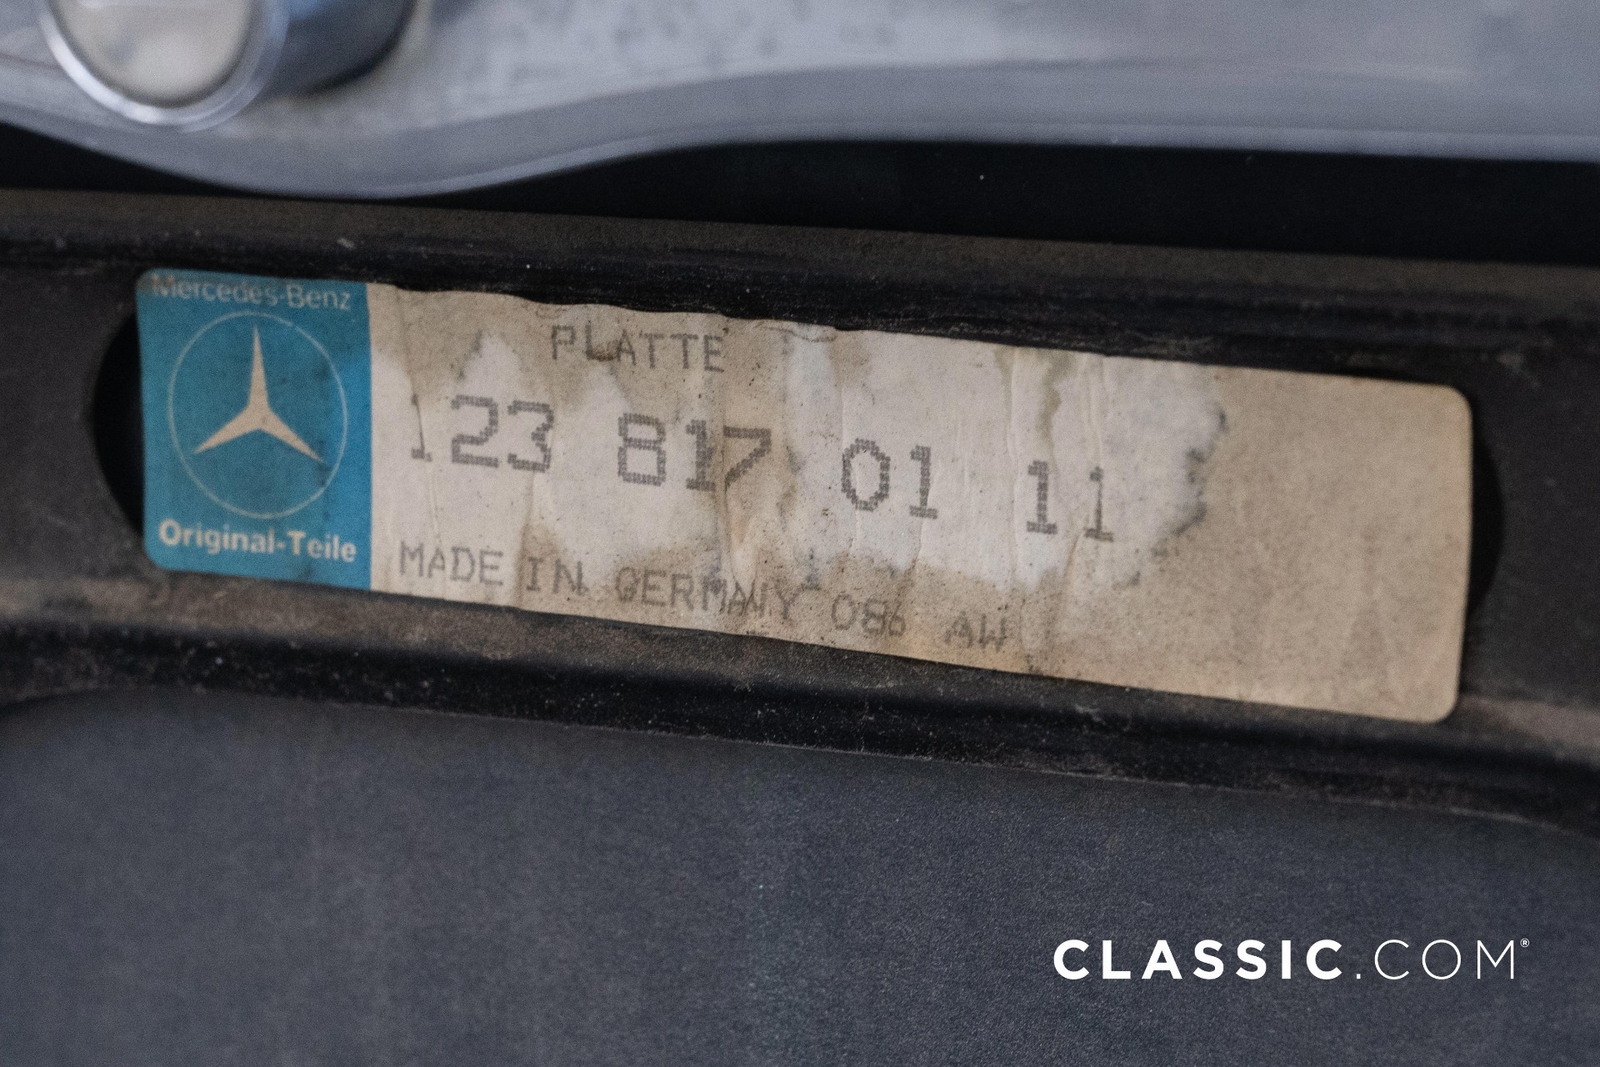 Mercedes-Benz
Original-Teile
PLATTE
123 817 01 11
MADE IN GERMANY 086 AW
CLASSIC.COM®